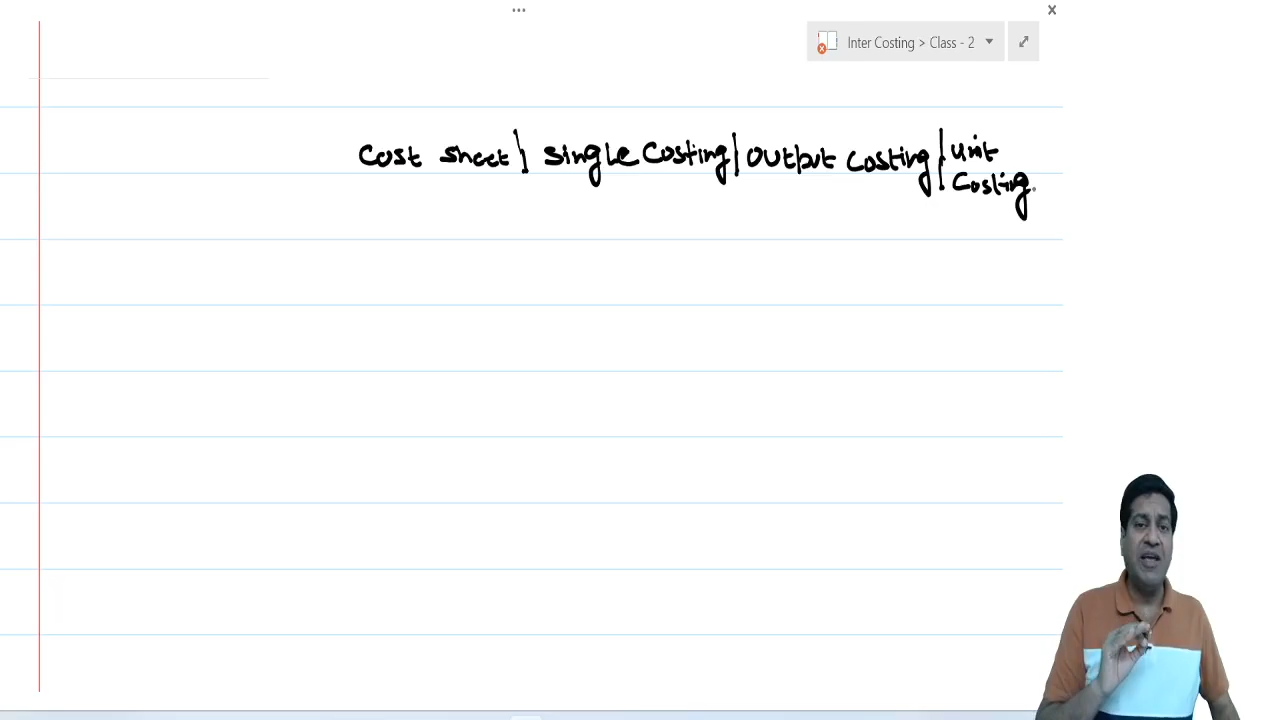 Inter Costing > Class - 2
Cost sheet | Single Costing | Output Costing | Unit
Costing